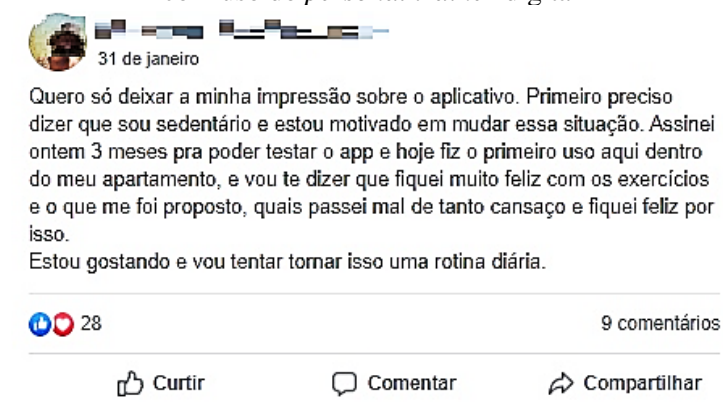 31 de janeiro
Quero só deixar a minha impressão sobre o aplicativo. Primeiro preciso
dizer que sou sedentário e estou motivado em mudar essa situação. Assinei
ontem 3 meses pra poder testar o app e hoje fiz o primeiro uso aqui dentro
do meu apartamento, e vou te dizer que fiquei muito feliz com os exercícios
e o que me foi proposto, quais passei mal de tanto cansaço e fiquei feliz por
isso.
Estou gostando e vou tentar tornar isso uma rotina diária.
28
9 comentários
Curtir
Comentar
Compartilhar